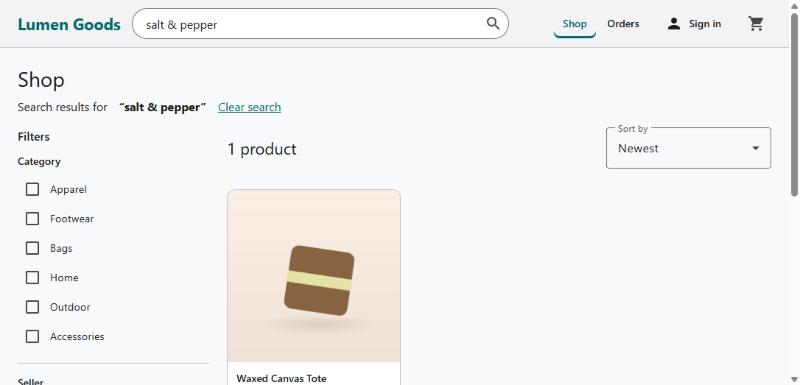 Lumen Goods
salt & pepper
Shop
Orders
Sign in
Shop
Search results for “salt & pepper” Clear search
Filters
Category
Apparel
Footwear
Bags
Home
Outdoor
Accessories
Seller
1 product
Sort by
Newest
Waxed Canvas Tote